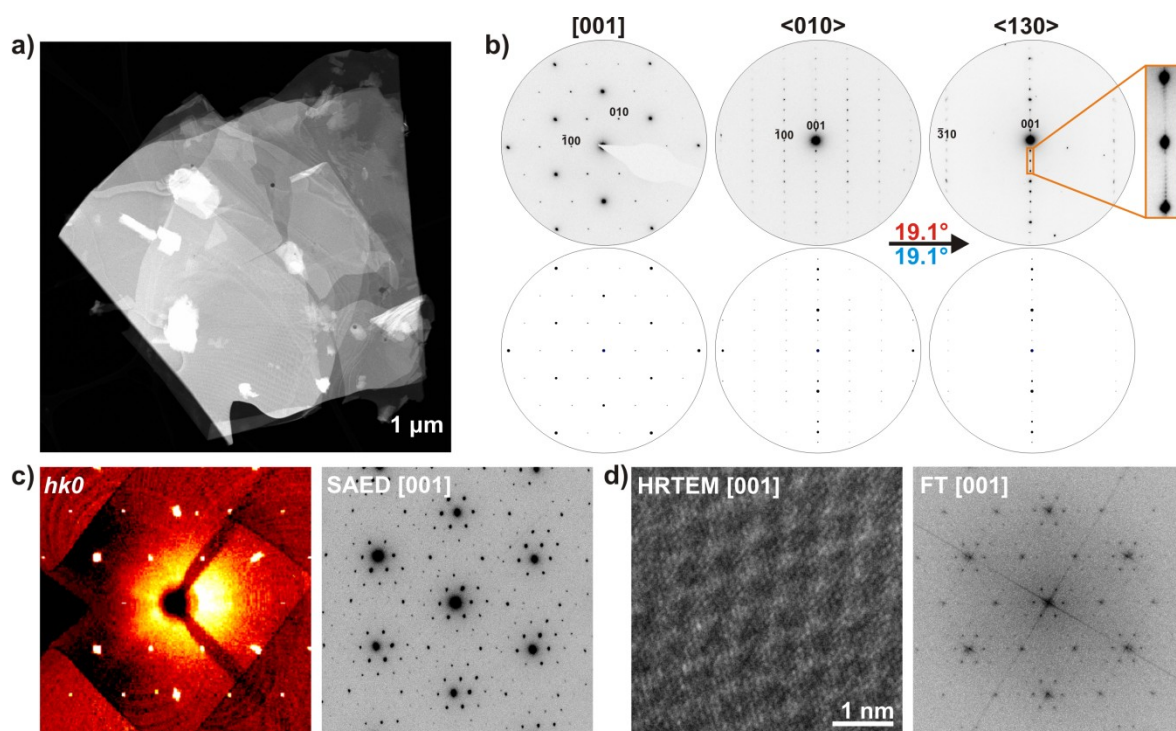 a)
1 µm
b)
[001]
<010>
<130>
010
1̄00
1̄00
001
001
3̄10
19.1°
19.1°
c)
hk0
SAED [001]
d)
HRTEM [001]
1 nm
FT [001]